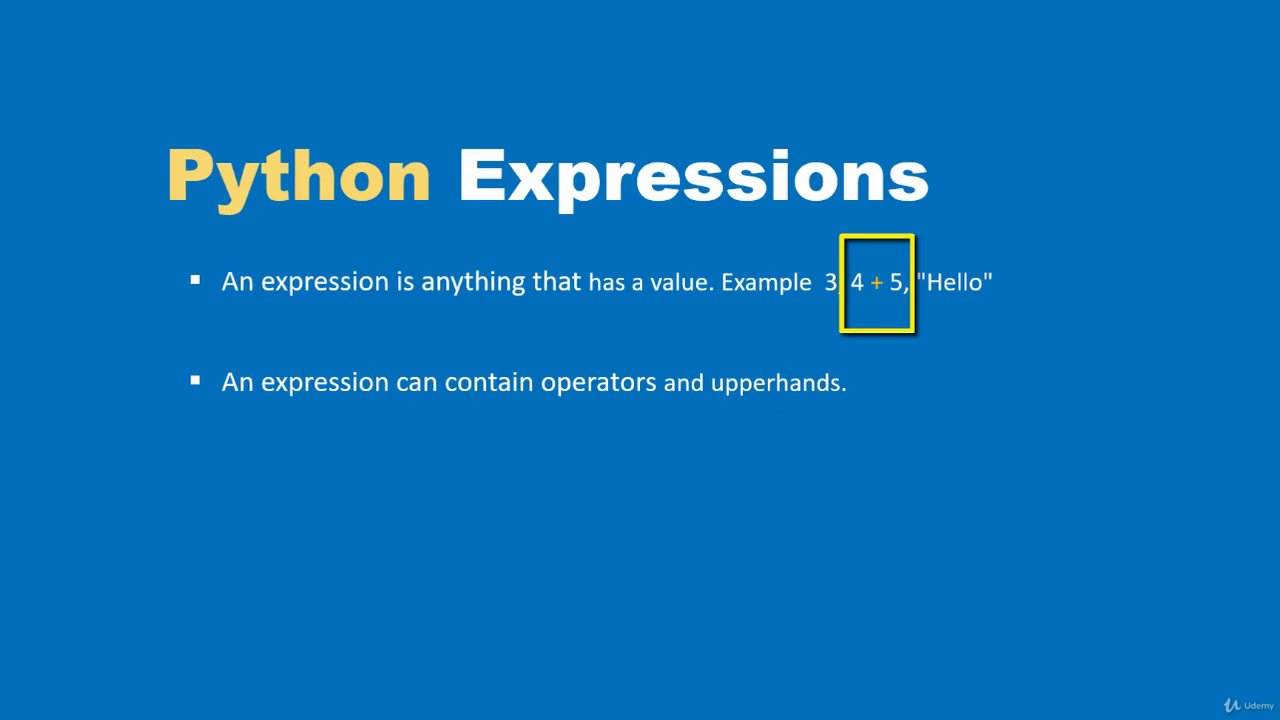 Python Expressions
▪ An expression is anything that has a value. Example 3, 4 + 5, "Hello"
▪ An expression can contain operators and upperhands.
Udemy